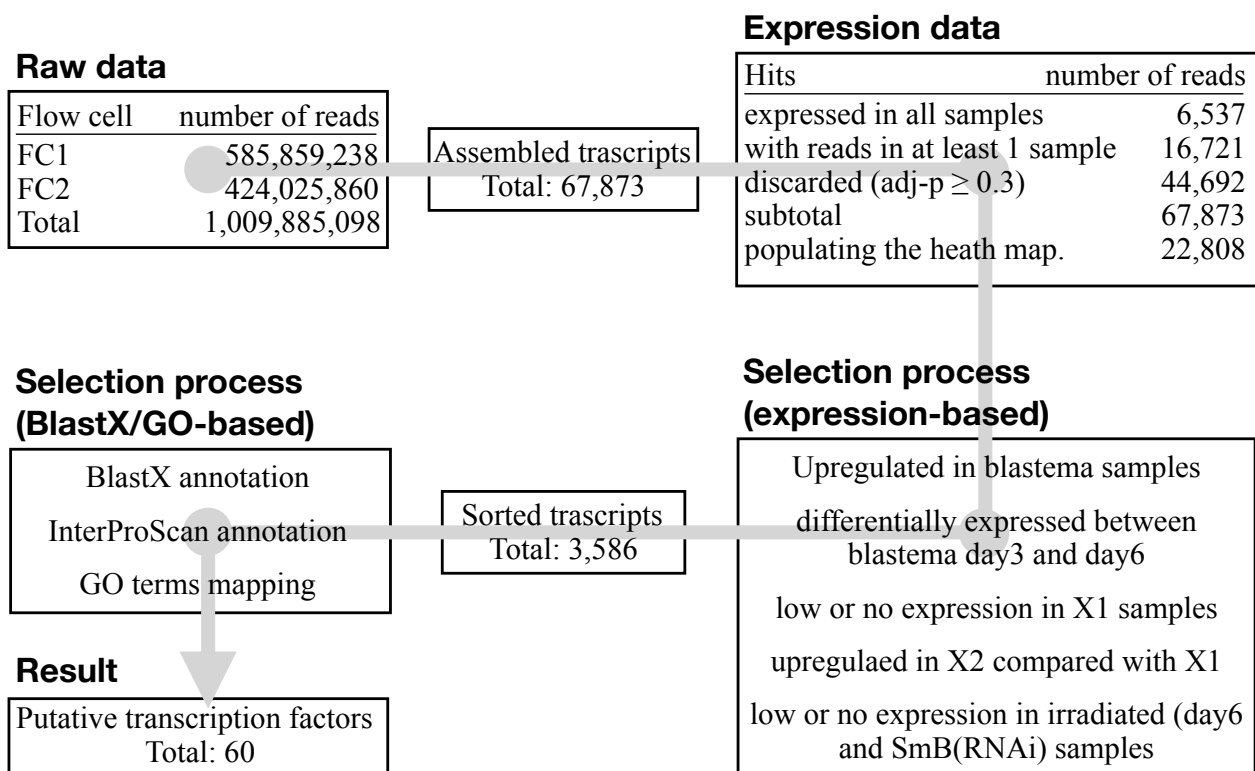 Raw data
Flow cell number of reads
FC1 585,859,238
FC2 424,025,860
Total 1,009,885,098
Assembled trascripts
Total: 67,873
Expression data
Hits number of reads
expressed in all samples 6,537
with reads in at least 1 sample 16,721
discarded (adj-p ≥ 0.3) 44,692
subtotal 67,873
populating the heath map. 22,808
Selection process
(expression-based)
Upregulated in blastema samples
differentially expressed between
blastema day3 and day6
low or no expression in X1 samples
upregulaed in X2 compared with X1
low or no expression in irradiated (day6
and SmB(RNAi) samples
Sorted trascripts
Total: 3,586
Selection process
(BlastX/GO-based)
BlastX annotation
InterProScan annotation
GO terms mapping
Result
Putative transcription factors
Total: 60